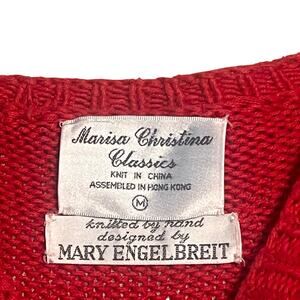 Marisa Christina
Classics
KNIT IN CHINA
ASSEMBLED IN HONG KONG
M
knitted by hand
designed by
MARY ENGELBREIT